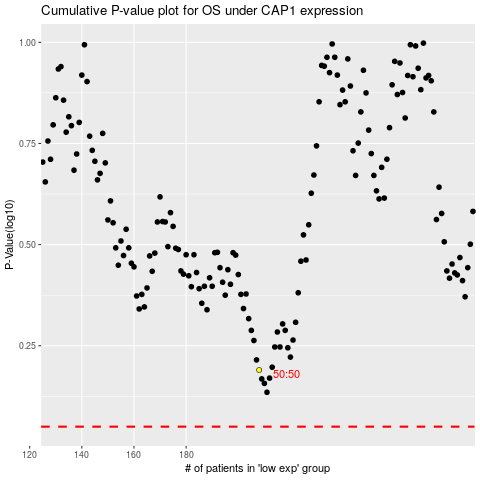 Cumulative P-value plot for OS under CAP1 expression
P-Value(log10)
1.00
0.75
0.50
0.25
50:50
120 140 160 180
# of patients in 'low exp' group